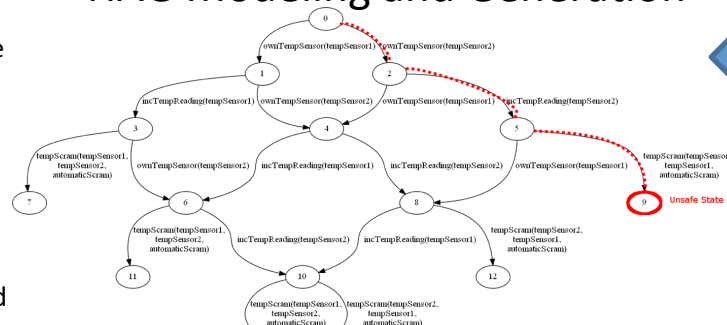 0
ownTempSensor(tempSensor1)
ownTempSensor(tempSensor2)
e
1
2
incTempReading(tempSensor1)
ownTempSensor(tempSensor2)
ownTempSensor(tempSensor1)
incTempReading(tempSensor2)
3
4
5
tempScram(tempSensor1,
tempSensor2,
automaticScram)
ownTempSensor(tempSensor2)
incTempReading(tempSensor1)
incTempReading(tempSensor2)
ownTempSensor(tempSensor1)
automaticScram)
7
6
8
9
Unsafe State
tempScram(tempSensor1,
tempSensor2,
automaticScram)
incTempReading(tempSensor2)
incTempReading(tempSensor1)
tempScram(tempSensor2,
tempSensor1,
automaticScram)
11
10
12
d
tempScram(tempSensor1,
tempSensor2,
automaticScram)
tempScram(tempSensor2,
tempSensor1,
automaticScram)